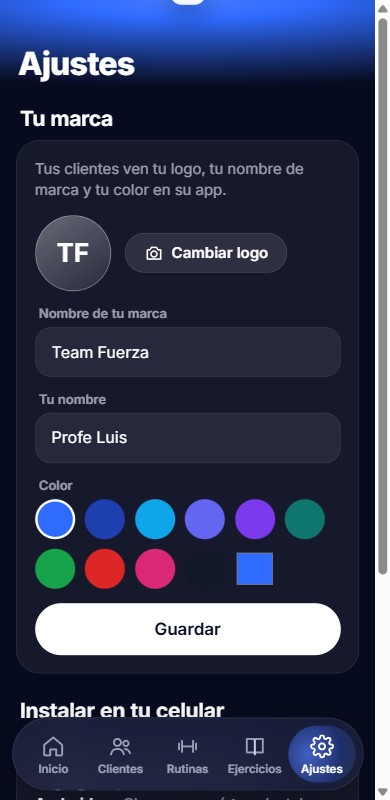 Ajustes
Tu marca
Tus clientes ven tu logo, tu nombre de
marca y tu color en su app.
TF
Cambiar logo
Nombre de tu marca
Team Fuerza
Tu nombre
Profe Luis
Color
Guardar
Instalar en tu celular
Inicio
Clientes
Rutinas
Ejercicios
Ajustes